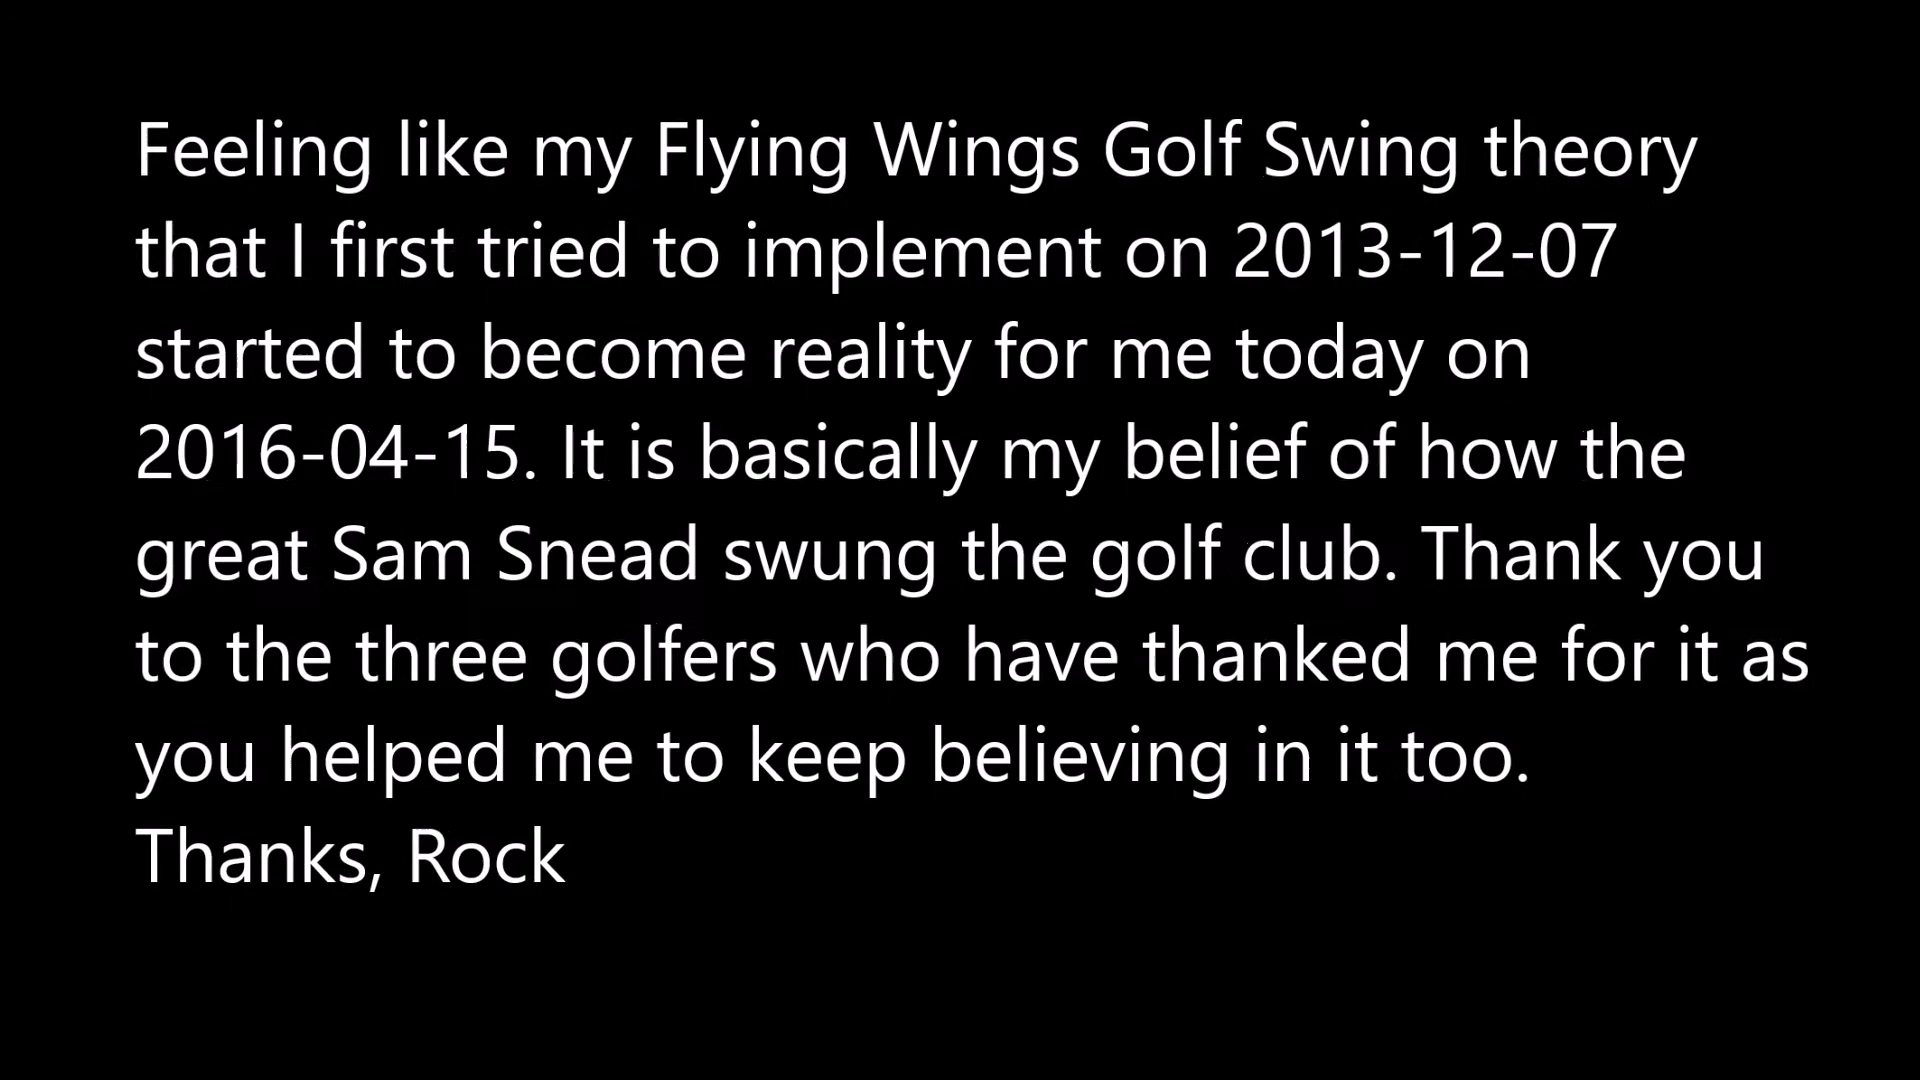 Feeling like my Flying Wings Golf Swing theory
that I first tried to implement on 2013-12-07
started to become reality for me today on
2016-04-15. It is basically my belief of how the
great Sam Snead swung the golf club. Thank you
to the three golfers who have thanked me for it as
you helped me to keep believing in it too.
Thanks, Rock